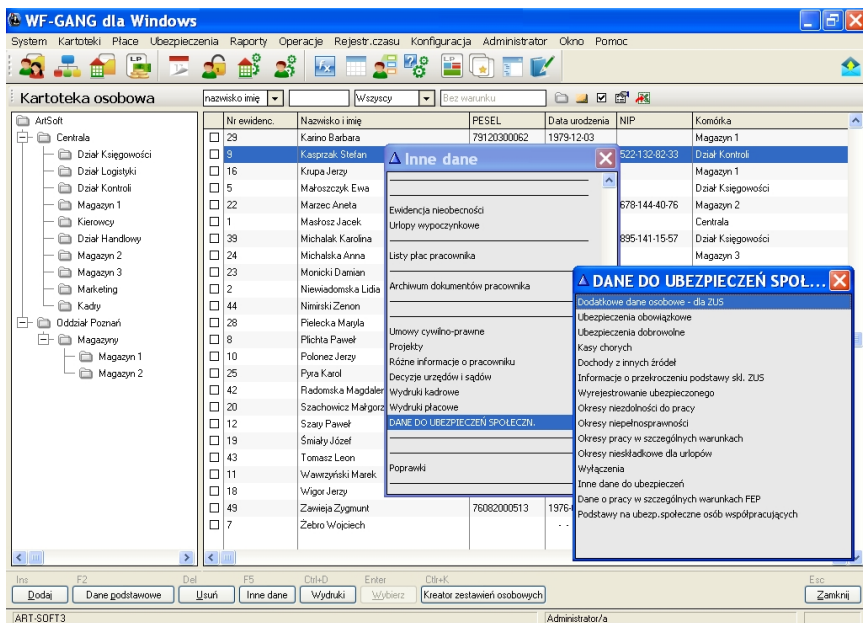 WF-GANG dla Windows
System Kartoteki Płace Ubezpieczenia Raporty Operacje Rejestr.czasu Konfiguracja Administrator Okno Pomoc
Kartoteka osobowa nazwisko imię Wszyscy Bez warunku
ArtSoft
Centrala
Dział Księgowości
Dział Logistyki
Dział Kontroli
Magazyn 1
Kierowcy
Dział Handlowy
Magazyn 2
Magazyn 3
Marketing
Kadry
Oddział Poznań
Magazyny
Magazyn 1
Magazyn 2
Nr ewidenc. Nazwisko i imię PESEL Data urodzenia NIP Komórka
29 Karino Barbara 79120300062 1979-12-03 Magazyn 1
9 Kasprzak Stefan 522-132-82-33 Dział Kontroli
16 Krupa Jerzy Magazyn 1
5 Małoszczyk Ewa Dział Księgowości
22 Marzec Aneta 678-144-40-76 Magazyn 2
1 Masłosz Jacek Centrala
39 Michalak Karolina 895-141-15-57 Dział Księgowości
24 Michalska Anna Magazyn 3
23 Monicki Damian
2 Niewiadomska Lidia
44 Nimirski Zenon
28 Pielecka Maryla
8 Plichta Paweł
10 Polonez Jerzy
25 Pyra Karol
42 Radomska Magdaler
20 Szachowicz Małgorz
12 Szary Paweł
19 Śmiały Józef
43 Tomasz Leon
11 Wawrzyński Marek
18 Wigor Jerzy
49 Zawieja Zygmunt 76082000513 1976-
7 Żebro Wojciech - -
Inne dane
Ewidencja nieobecności
Urlopy wypoczynkowe
Listy płac pracownika
Archiwum dokumentów pracownika
Umowy cywilno-prawne
Projekty
Różne informacje o pracowniku
Decyzje urzędów i sądów
Wydruki kadrowe
Wydruki płacowe
DANE DO UBEZPIECZEŃ SPOŁECZN.
Poprawki
DANE DO UBEZPIECZEŃ SPOŁ...
Dodatkowe dane osobowe - dla ZUS
Ubezpieczenia obowiązkowe
Ubezpieczenia dobrowolne
Kasy chorych
Dochody z innych źródeł
Informacje o przekroczeniu podstawy skl. ZUS
Wyrejestrowanie ubezpieczonego
Okresy niezdolności do pracy
Okresy niepełnosprawności
Okresy pracy w szczególnych warunkach
Okresy nieskładkowe dla urlopów
Wyłączenia
Inne dane do ubezpieczeń
Dane o pracy w szczególnych warunkach FEP
Podstawy na ubezp.społeczne osób współpracujących
Ins F2 Del F5 Ctrl+D Enter Ctlr+K Esc
Dodaj Dane podstawowe Usuń Inne dane Wydruki Wybierz Kreator zestawień osobowych Zamknij
ART-SOFT3 Administrator/a